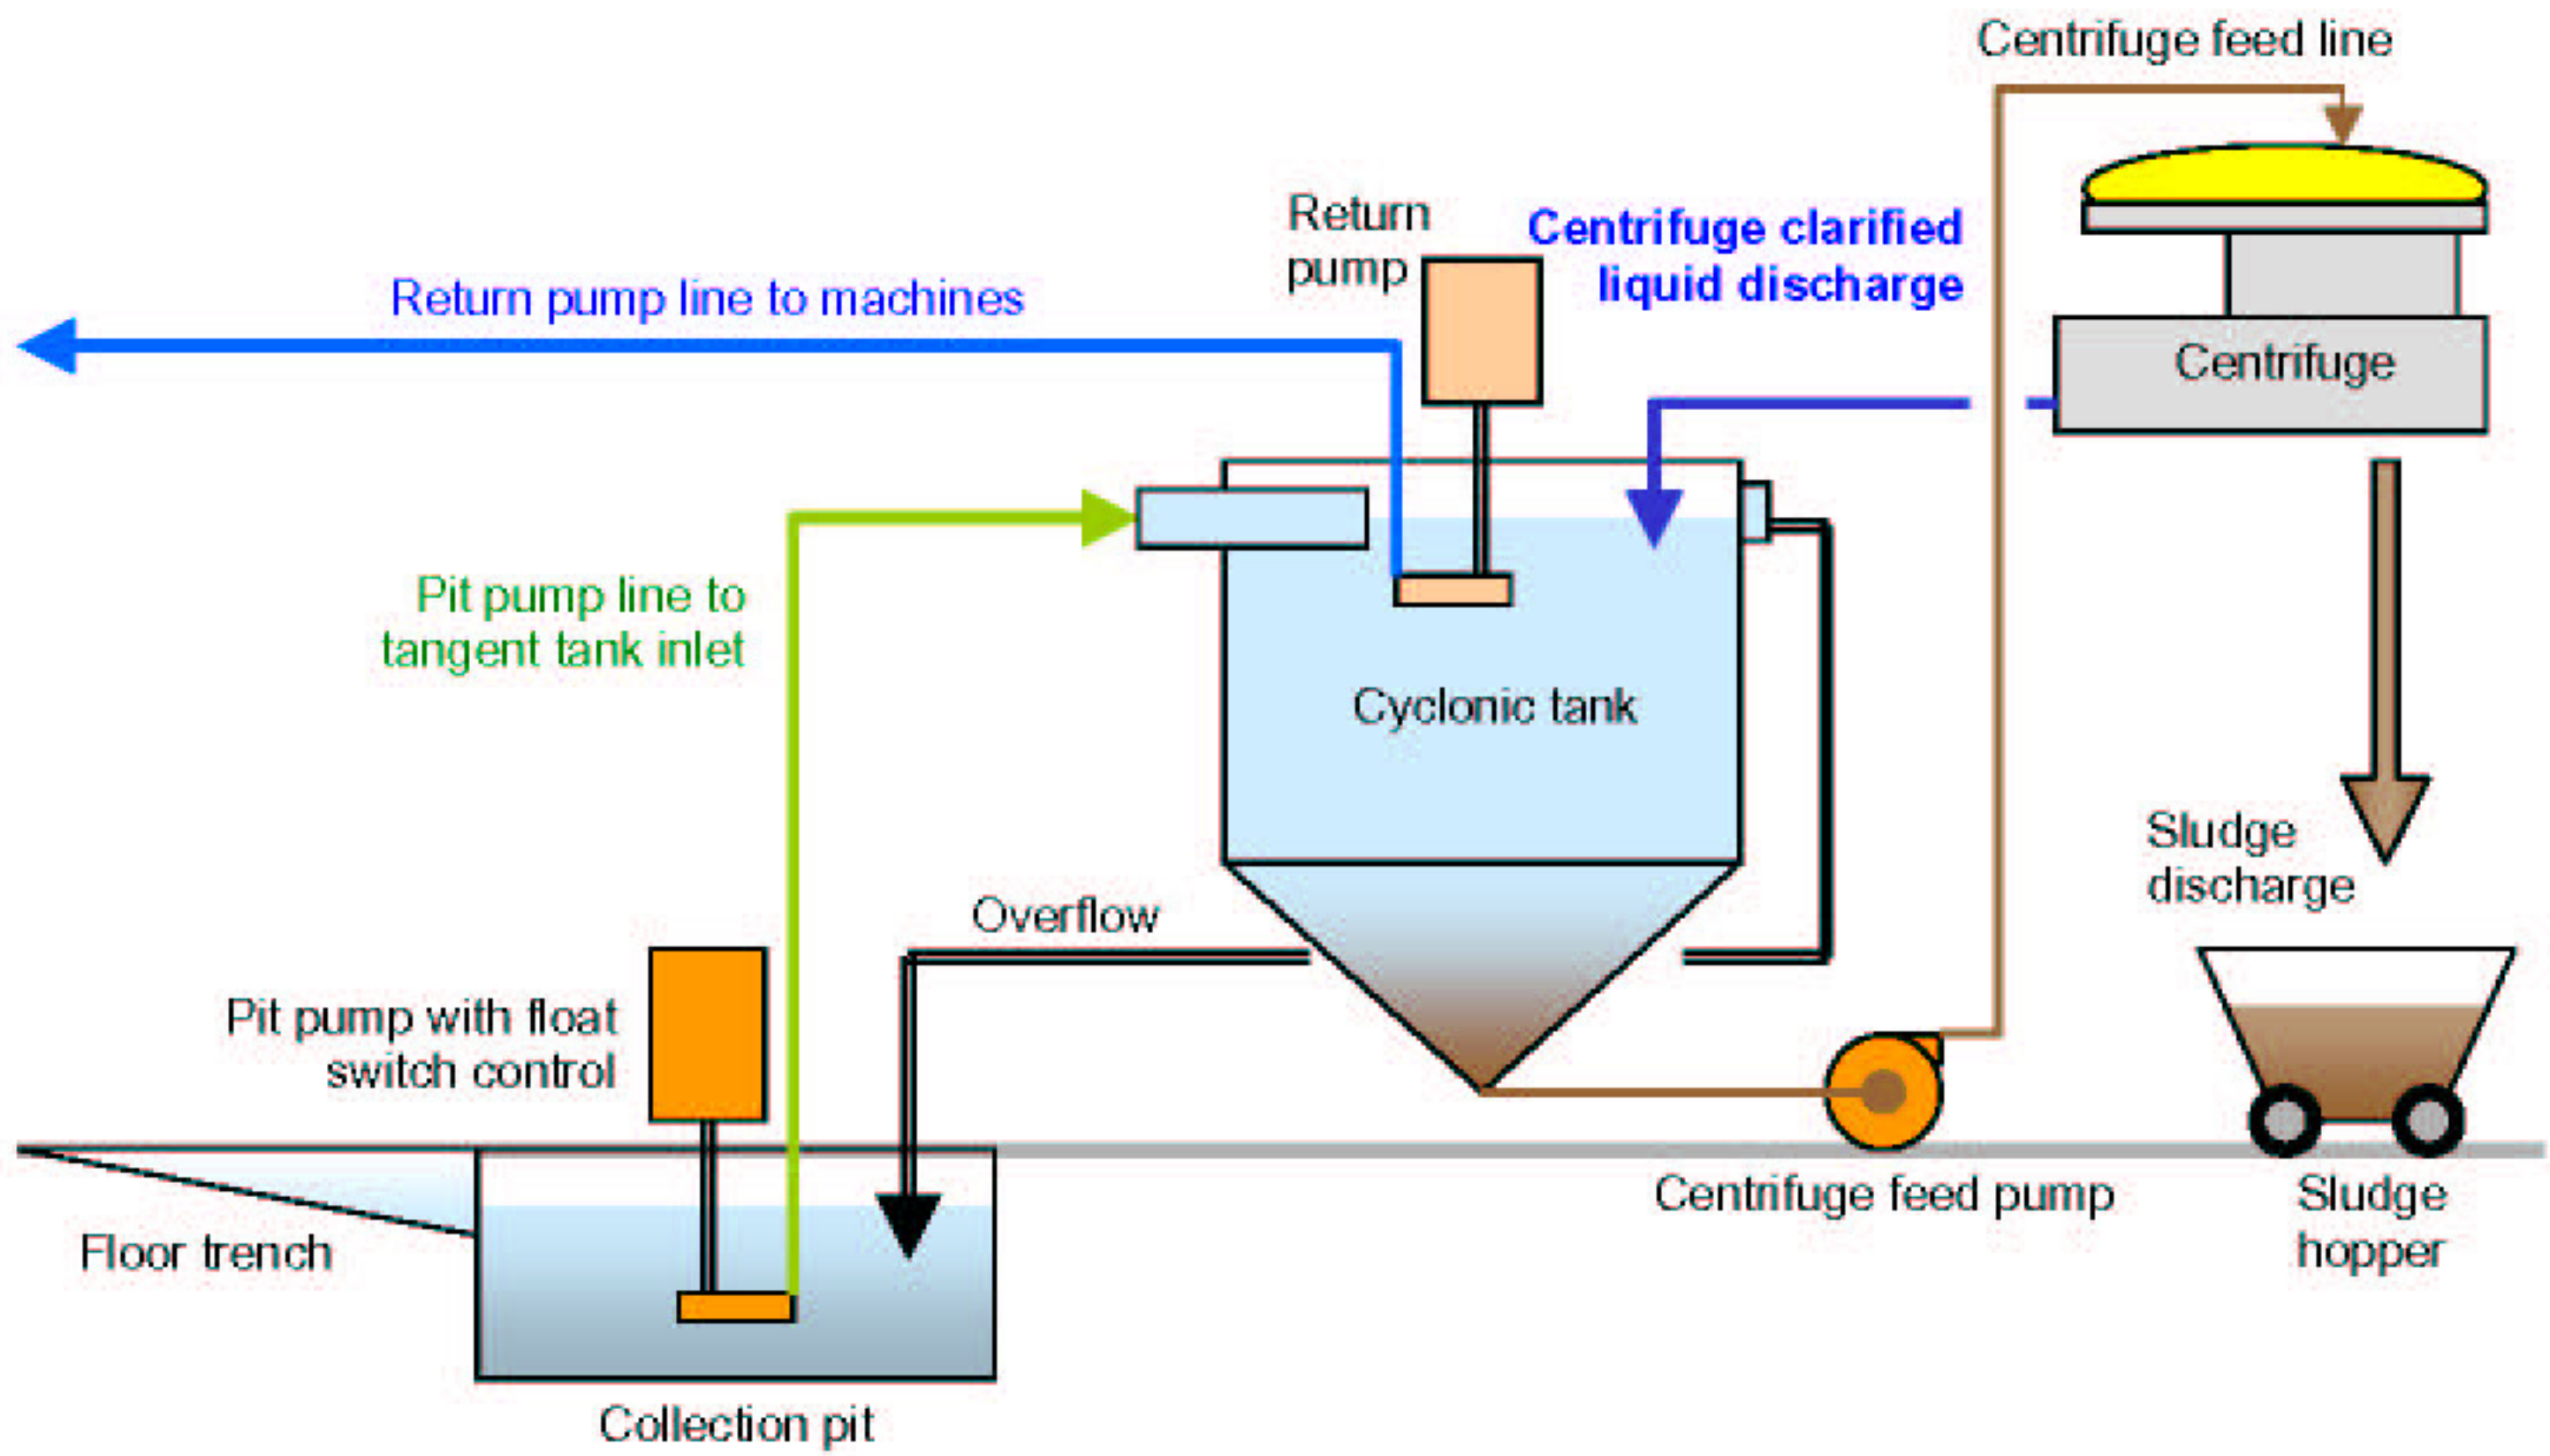 Centrifuge feed line
Return
pump
Centrifuge clarified
liquid discharge
Return pump line to machines
Centrifuge
Pit pump line to
tangent tank inlet
Cyclonic tank
Sludge
discharge
Overflow
Pit pump with float
switch control
Centrifuge feed pump
Sludge
hopper
Floor trench
Collection pit